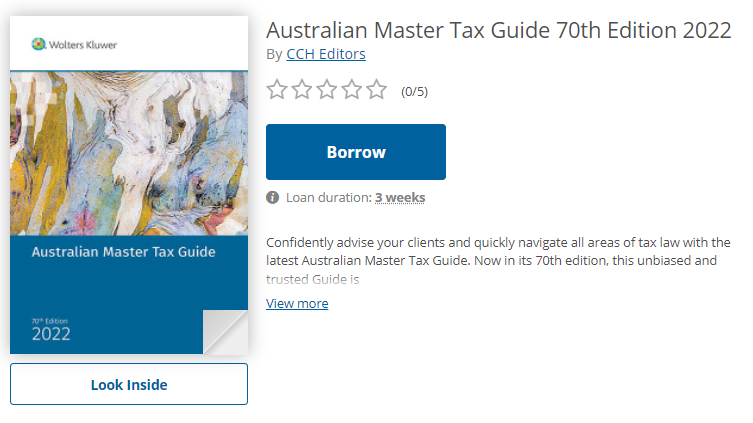 Wolters Kluwer
Australian Master Tax Guide
70th Edition
2022
Look Inside
Australian Master Tax Guide 70th Edition 2022
By CCH Editors
(0/5)
Borrow
Loan duration: 3 weeks
Confidently advise your clients and quickly navigate all areas of tax law with the
latest Australian Master Tax Guide. Now in its 70th edition, this unbiased and
trusted Guide is
View more